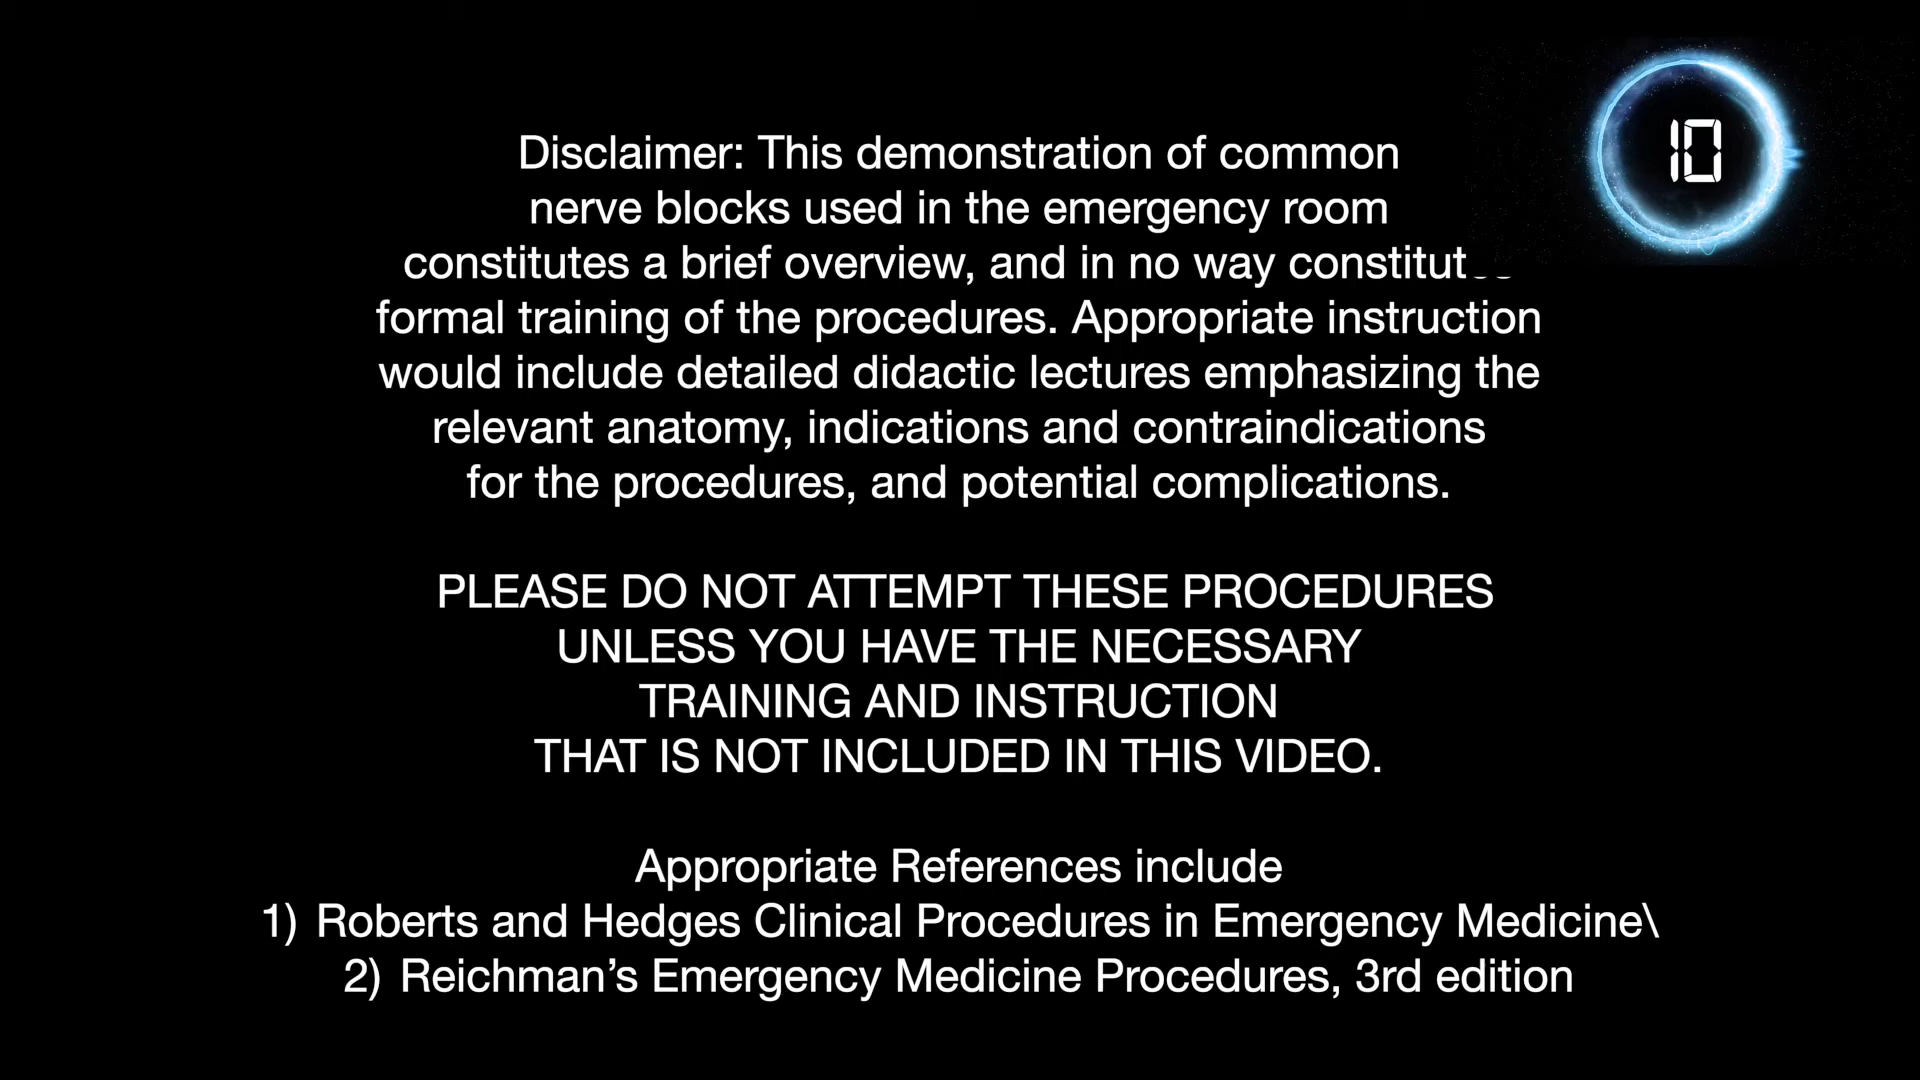 10
Disclaimer: This demonstration of common
nerve blocks used in the emergency room
constitutes a brief overview, and in no way constitutes
formal training of the procedures. Appropriate instruction
would include detailed didactic lectures emphasizing the
relevant anatomy, indications and contraindications
for the procedures, and potential complications.
PLEASE DO NOT ATTEMPT THESE PROCEDURES
UNLESS YOU HAVE THE NECESSARY
TRAINING AND INSTRUCTION
THAT IS NOT INCLUDED IN THIS VIDEO.
Appropriate References include
1) Roberts and Hedges Clinical Procedures in Emergency Medicine\
2) Reichman’s Emergency Medicine Procedures, 3rd edition